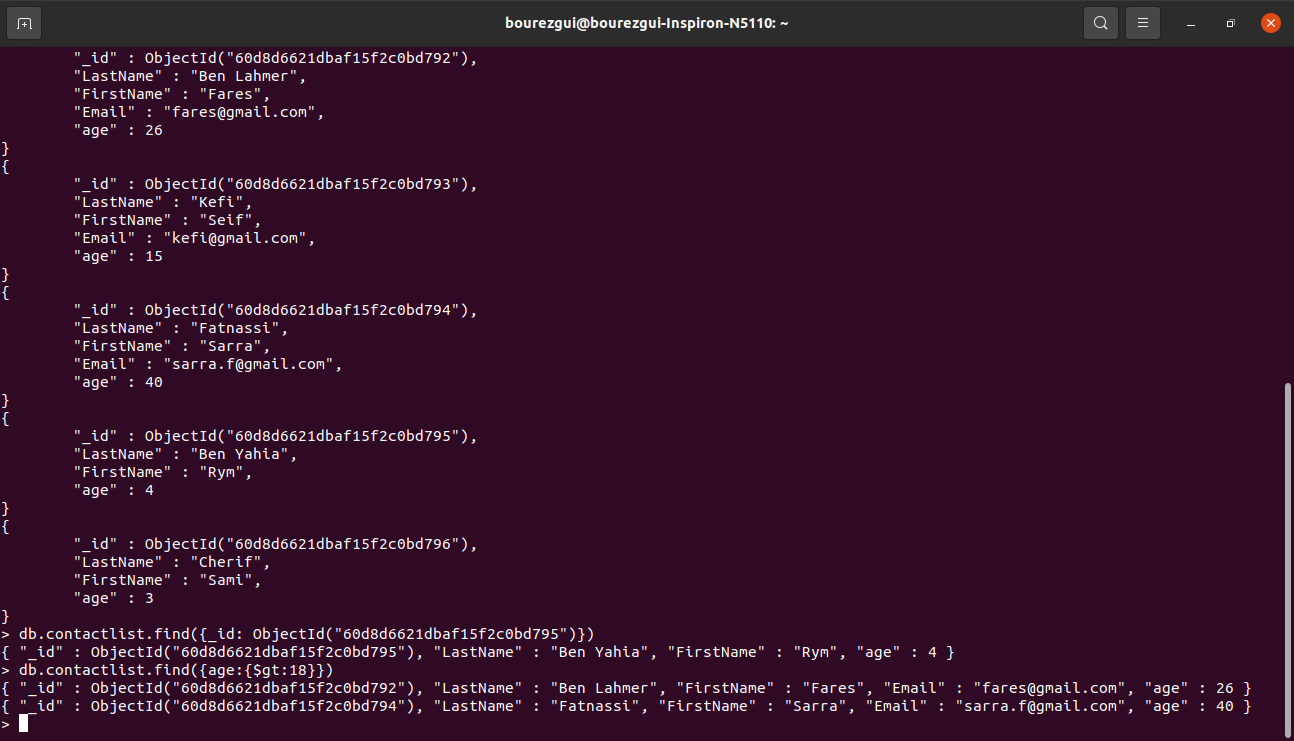 bourezgui@bourezgui-Inspiron-N5110: ~
"_id" : ObjectId("60d8d6621dbaf15f2c0bd792"),
"LastName" : "Ben Lahmer",
"FirstName" : "Fares",
"Email" : "fares@gmail.com",
"age" : 26
}
{
"_id" : ObjectId("60d8d6621dbaf15f2c0bd793"),
"LastName" : "Kefi",
"FirstName" : "Seif",
"Email" : "kefi@gmail.com",
"age" : 15
}
{
"_id" : ObjectId("60d8d6621dbaf15f2c0bd794"),
"LastName" : "Fatnassi",
"FirstName" : "Sarra",
"Email" : "sarra.f@gmail.com",
"age" : 40
}
{
"_id" : ObjectId("60d8d6621dbaf15f2c0bd795"),
"LastName" : "Ben Yahia",
"FirstName" : "Rym",
"age" : 4
}
{
"_id" : ObjectId("60d8d6621dbaf15f2c0bd796"),
"LastName" : "Cherif",
"FirstName" : "Sami",
"age" : 3
}
> db.contactlist.find({_id: ObjectId("60d8d6621dbaf15f2c0bd795")})
{ "_id" : ObjectId("60d8d6621dbaf15f2c0bd795"), "LastName" : "Ben Yahia", "FirstName" : "Rym", "age" : 4 }
> db.contactlist.find({age:{$gt:18}})
{ "_id" : ObjectId("60d8d6621dbaf15f2c0bd792"), "LastName" : "Ben Lahmer", "FirstName" : "Fares", "Email" : "fares@gmail.com", "age" : 26 }
{ "_id" : ObjectId("60d8d6621dbaf15f2c0bd794"), "LastName" : "Fatnassi", "FirstName" : "Sarra", "Email" : "sarra.f@gmail.com", "age" : 40 }
>